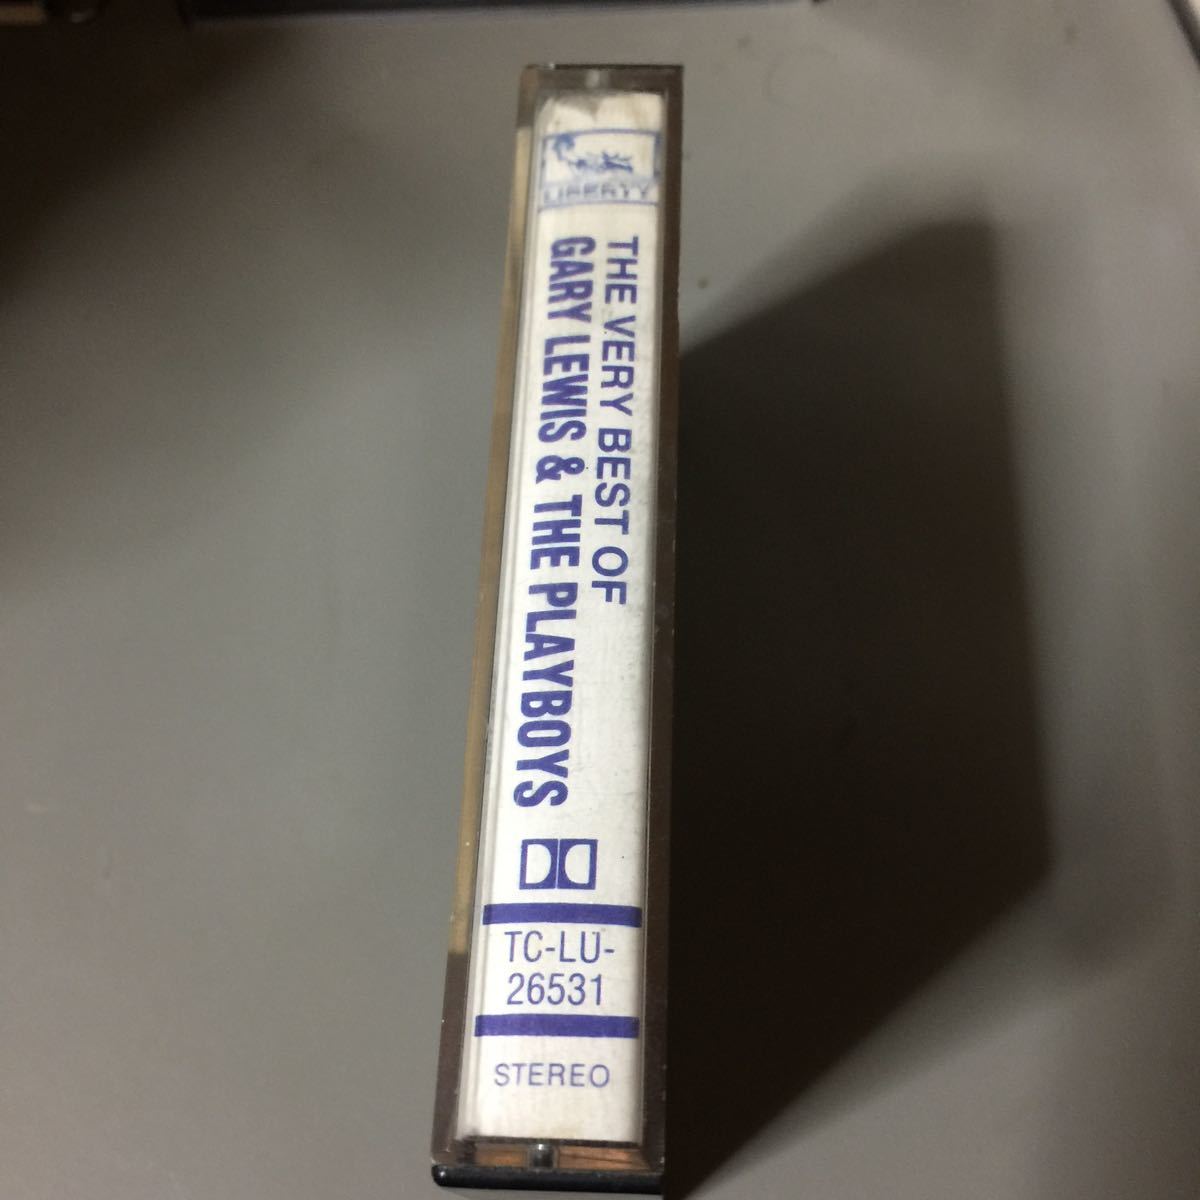 LIBERTY
THE VERY BEST OF
GARY LEWIS & THE PLAYBOYS
TC-LU-
26531
STEREO